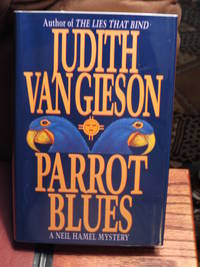 Author of THE LIES THAT BIND
JUDITH
VAN GIESON
PARROT
BLUES
A NEIL HAMEL MYSTERY